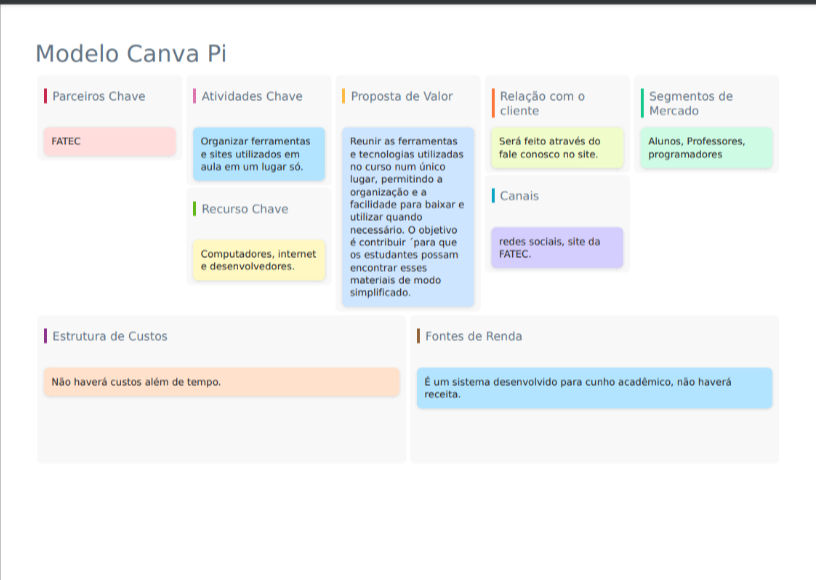 Modelo Canva Pi
Parceiros Chave
FATEC
Atividades Chave
Organizar ferramentas
e sites utilizados em
aula em um lugar só.
Recurso Chave
Computadores, internet
e desenvolvedores.
Proposta de Valor
Reunir as ferramentas
e tecnologias utilizadas
no curso num único
lugar, permitindo a
organização e a
facilidade para baixar e
utilizar quando
necessário. O objetivo
é contribuir ´para que
os estudantes possam
encontrar esses
materiais de modo
simplificado.
Relação com o
cliente
Será feito através do
fale conosco no site.
Canais
redes sociais, site da
FATEC.
Segmentos de
Mercado
Alunos, Professores,
programadores
Estrutura de Custos
Não haverá custos além de tempo.
Fontes de Renda
É um sistema desenvolvido para cunho acadêmico, não haverá
receita.